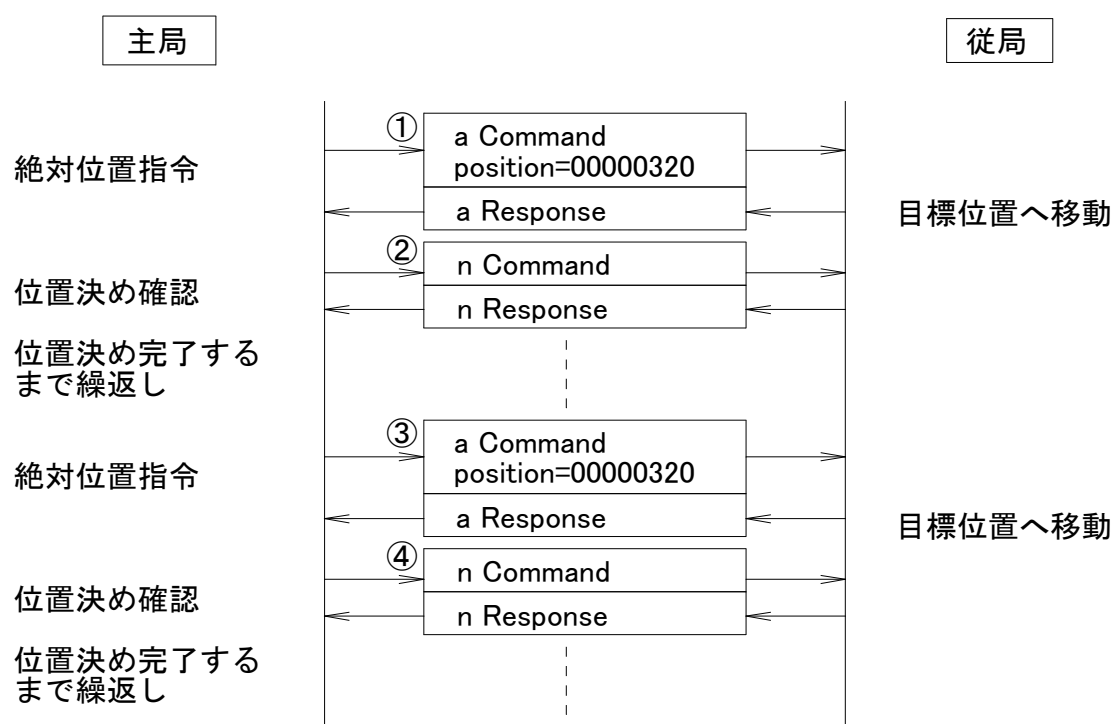 主局
従局
①
a Command
position=00000320
絶対位置指令
a Response
目標位置へ移動
②
n Command
位置決め確認
n Response
位置決め完了する
まで繰返し
③
a Command
position=00000320
絶対位置指令
a Response
目標位置へ移動
④
n Command
位置決め確認
n Response
位置決め完了する
まで繰返し